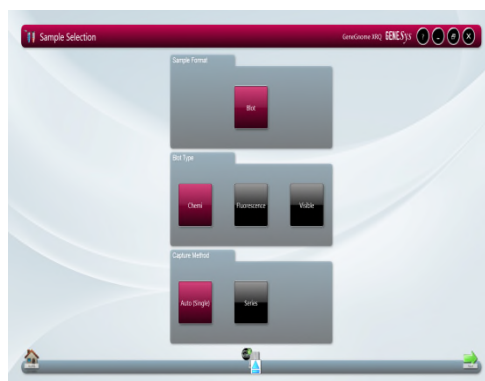 Sample Selection
GeneGnome XRQ GENESys
Sample Format
Blot
Blot Type
Chemi
Fluorescence
Visible
Capture Method
Auto (Single)
Series